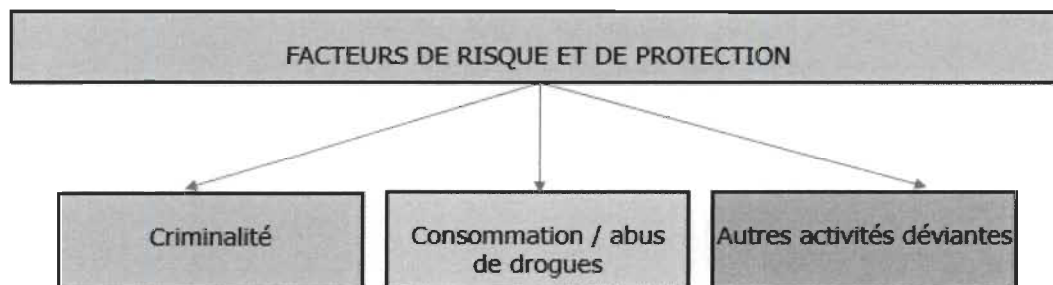 FACTEURS DE RISQUE ET DE PROTECTION
Criminalité
Consommation / abus
de drogues
Autres activités déviantes